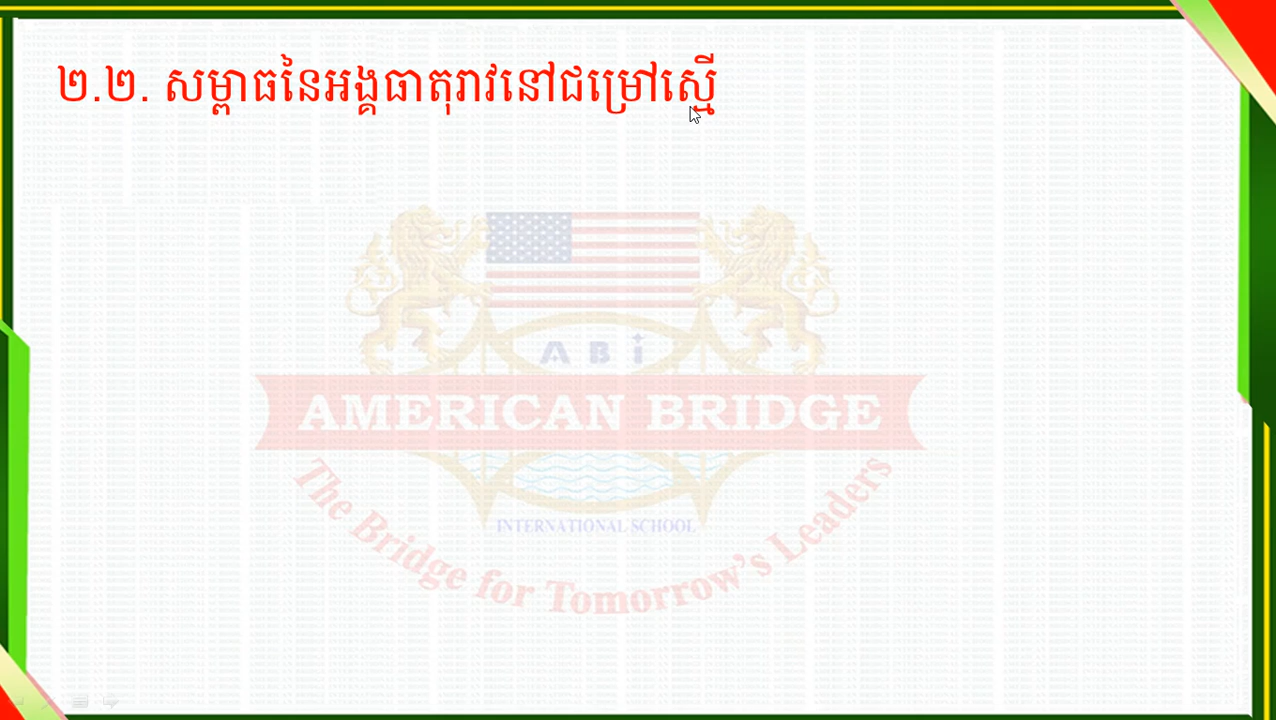 ២.២. សម្ពាធនៃអង្គធាតុរាវនៅជម្រៅស្មើ
ABi
AMERICAN BRIDGE
INTERNATIONAL SCHOOL
The Bridge for Tomorrow's Leaders